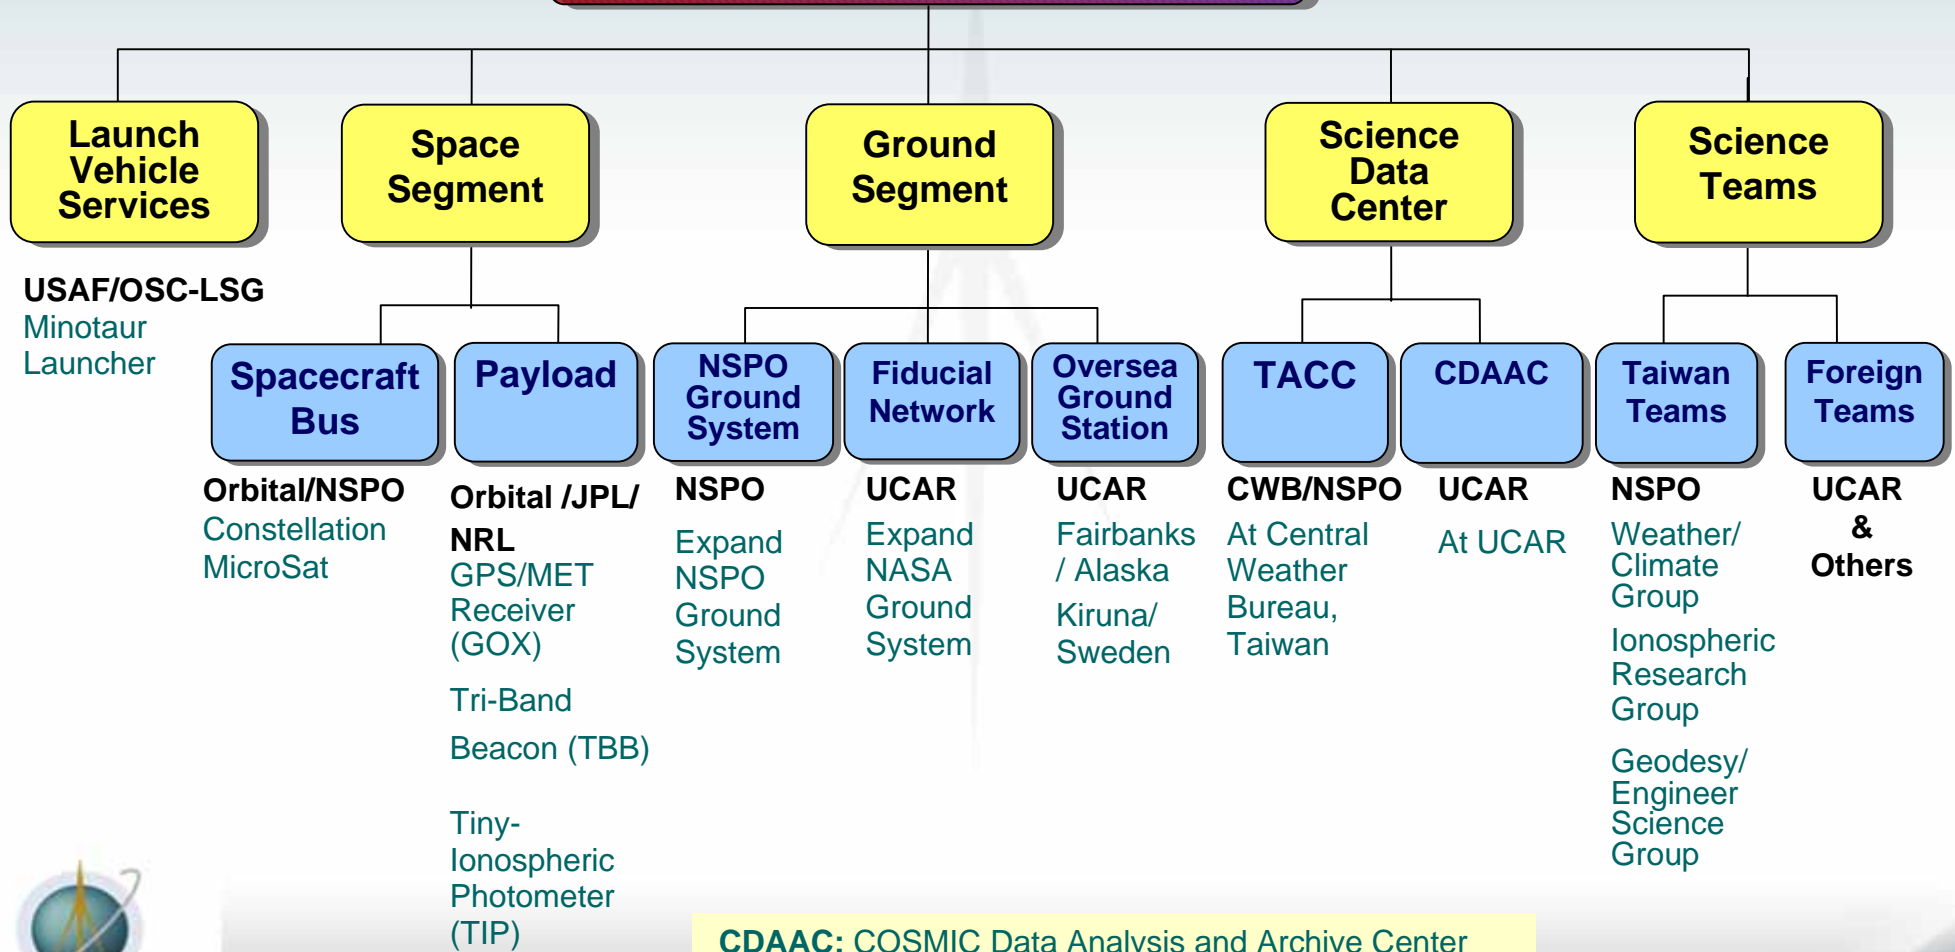 Launch
Vehicle
Services
Space
Segment
Ground
Segment
Science
Data
Center
Science
Teams
USAF/OSC-LSG
Minotaur
Launcher
Spacecraft
Bus
Orbital/NSPO
Constellation
MicroSat
Payload
Orbital /JPL/
NRL
GPS/MET
Receiver
(GOX)
Tri-Band
Beacon (TBB)
Tiny-
Ionospheric
Photometer
(TIP)
NSPO
Ground
System
NSPO
Expand
NSPO
Ground
System
Fiducial
Network
UCAR
Expand
NASA
Ground
System
Oversea
Ground
Station
UCAR
Fairbanks
/ Alaska
Kiruna/
Sweden
TACC
CWB/NSPO
At Central
Weather
Bureau,
Taiwan
CDAAC
UCAR
At UCAR
Taiwan
Teams
NSPO
Weather/
Climate
Group
Ionospheric
Research
Group
Geodesy/
Engineer
Science
Group
Foreign
Teams
UCAR
&
Others
CDAAC: COSMIC Data Analysis and Archive Center